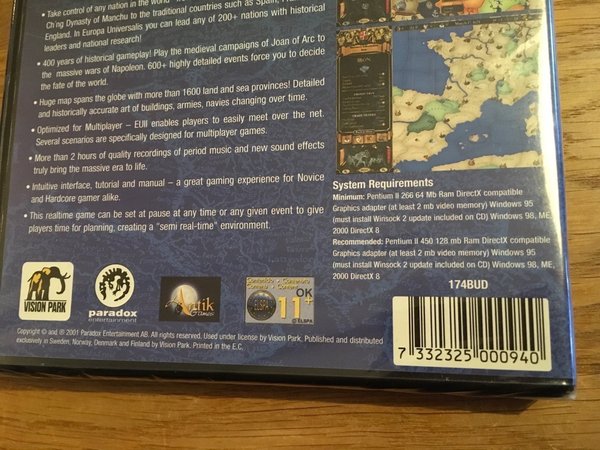 • Take control of any nation in the world
Ch'ng Dynasty of Manchu to the traditional countries such as Spain,
England. In Europa Universalis you can lead any of 200+ nations with historical
leaders and national research!
• 400 years of historical gameplay! Play the medieval campaigns of Joan of Arc to
the massive wars of Napoleon. 600+ highly detailed events force you to decide
the fate of the world.
• Huge map spans the globe with more than 1600 land and sea provinces! Detailed
and historically accurate art of buildings, armies, navies changing over time.
• Optimized for Multiplayer – EUII enables players to easily meet over the net.
Several scenarios are specifically designed for multiplayer games.
• More than 2 hours of quality recordings of period music and new sound effects
truly bring the massive era to life.
• Intuitive interface, tutorial and manual – a great gaming experience for Novice
and Hardcore gamer alike.
• This realtime game can be set at pause at any time or any given event to give
players time for planning, creating a "semi real-time" environment.
System Requirements
Minimum: Pentium II 266 64 Mb Ram DirectX compatible
Graphics adapter (at least 2 mb video memory) Windows 95
(must install Winsock 2 update included on CD) Windows 98, ME,
2000 DirectX 8
Recommended: Pentium II 450 128 mb Ram DirectX compatible
Graphics adapter (at least 2 mb video memory) Windows 95
(must install Winsock 2 update included on CD) Windows 98, ME,
2000 DirectX 8
174BUD
VISION PARK
paradox
entertainment
Antik
Games
ELSPA
11+
OK
©ELSPA
Copyright © and ® 2001 Paradox Entertainment AB. All rights reserved. Used under license by Vision Park. Published and distributed
exclusively in Sweden, Norway, Denmark and Finland by Vision Park. Printed in the E.C.
7 332325 000940